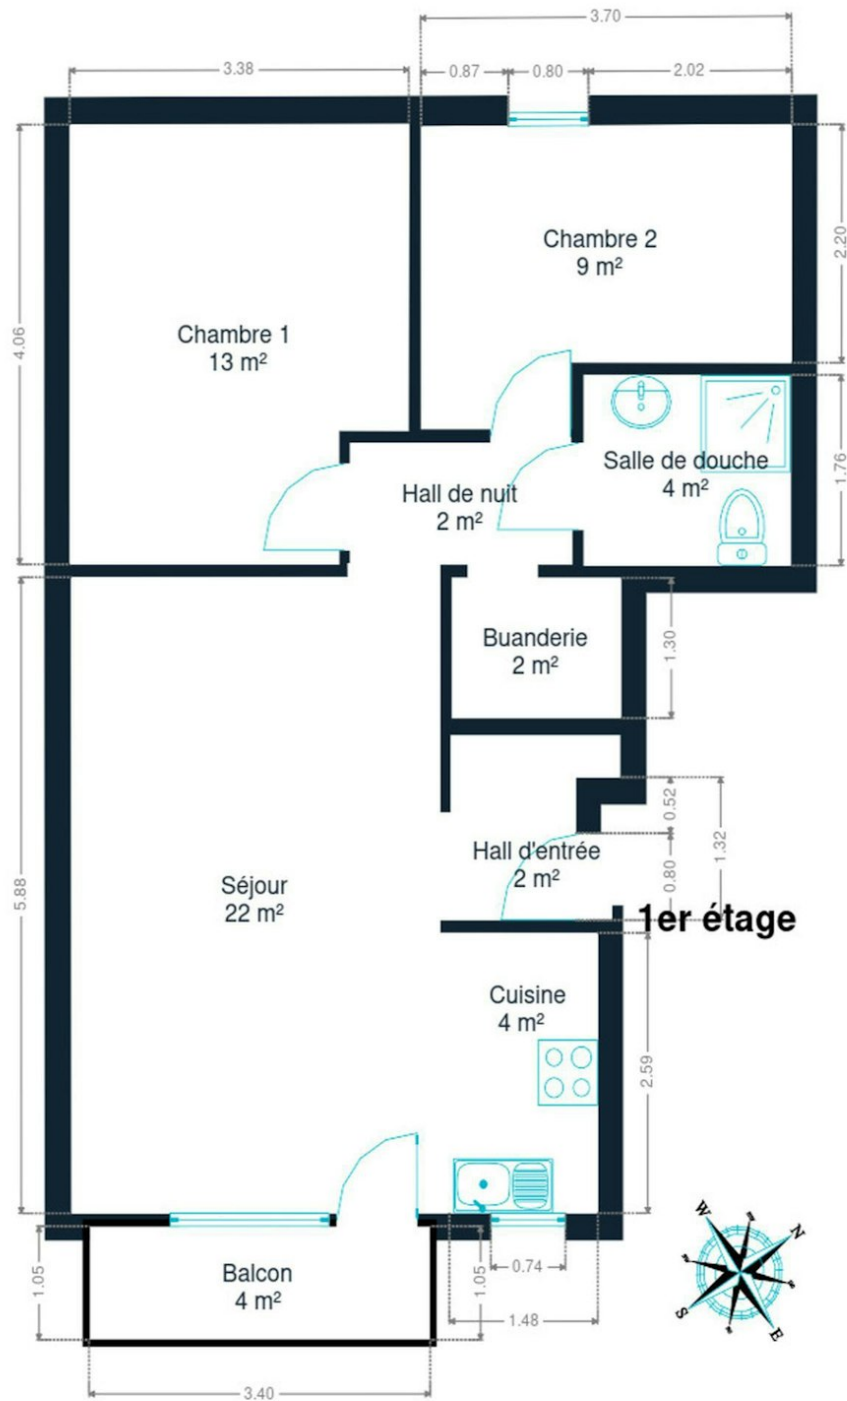 3.70
3.38
0.87
0.80
2.02
Chambre 2
9 m²
2.20
4.06
Chambre 1
13 m²
Salle de douche
4 m²
1.76
Hall de nuit
2 m²
Buanderie
2 m²
1.30
0.52
1.32
0.80
Hall d'entrée
2 m²
5.88
Séjour
22 m²
1er étage
Cuisine
4 m²
2.59
W
N
S
E
Balcon
4 m²
1.05
1.05
0.74
1.48
3.40